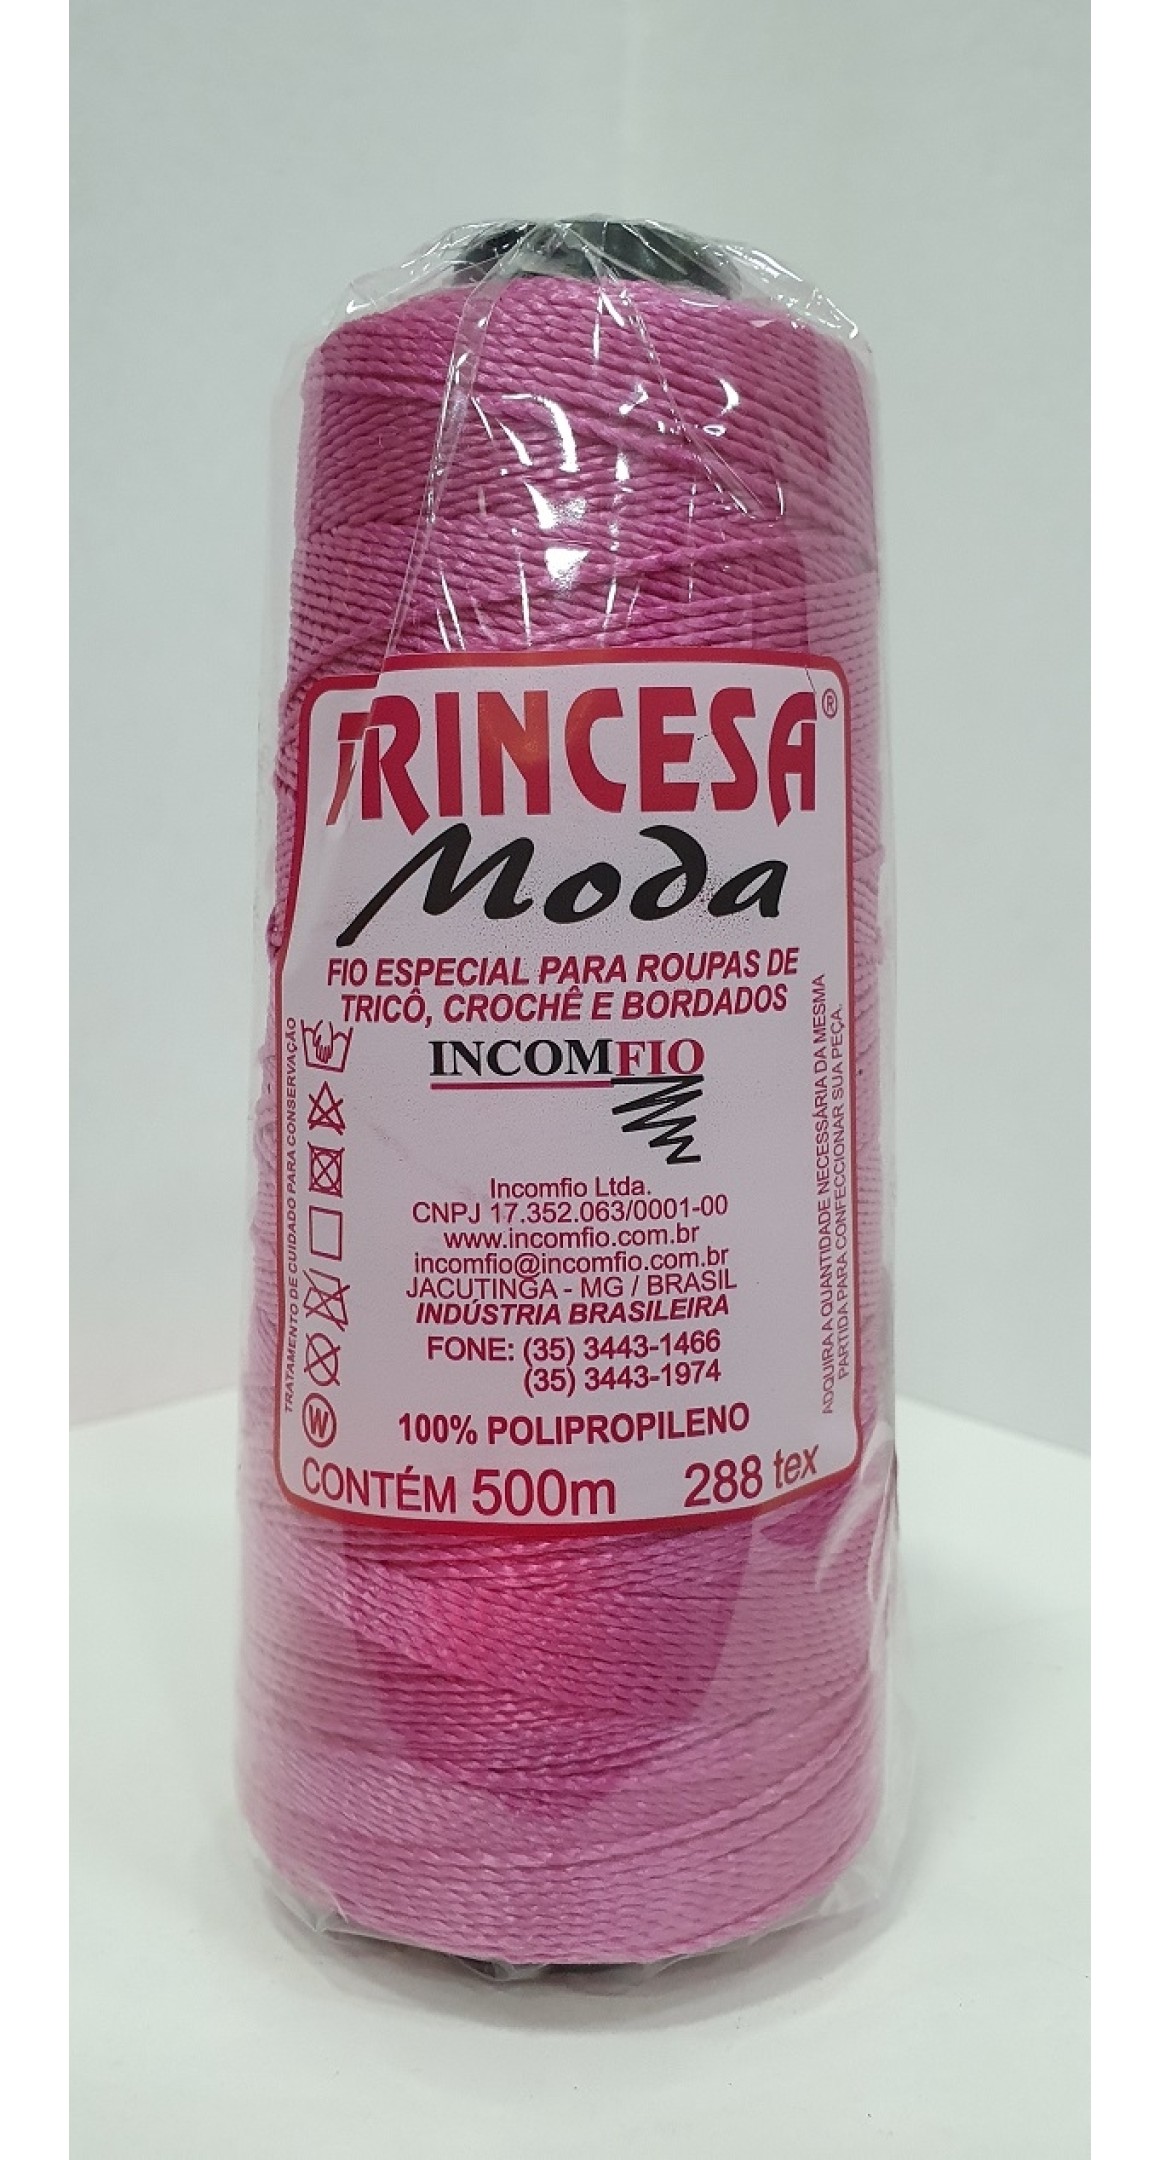 PRINCESA®
Moda
FIO ESPECIAL PARA ROUPAS DE
TRICÔ, CROCHÊ E BORDADOS
INCOMFIO
Incomfio Ltda.
CNPJ 17.352.063/0001-00
www.incomfio.com.br
incomfio@incomfio.com.br
JACUTINGA - MG / BRASIL
INDÚSTRIA BRASILEIRA
FONE: (35) 3443-1466
(35) 3443-1974
100% POLIPROPILENO
CONTÉM 500m 288 tex
TRATAMENTO DE CUIDADO PARA CONSERVAÇÃO
W
ADQUIRA A QUANTIDADE NECESSÁRIA DA MESMA
PARTIDA PARA CONFECCIONAR SUA PEÇA.